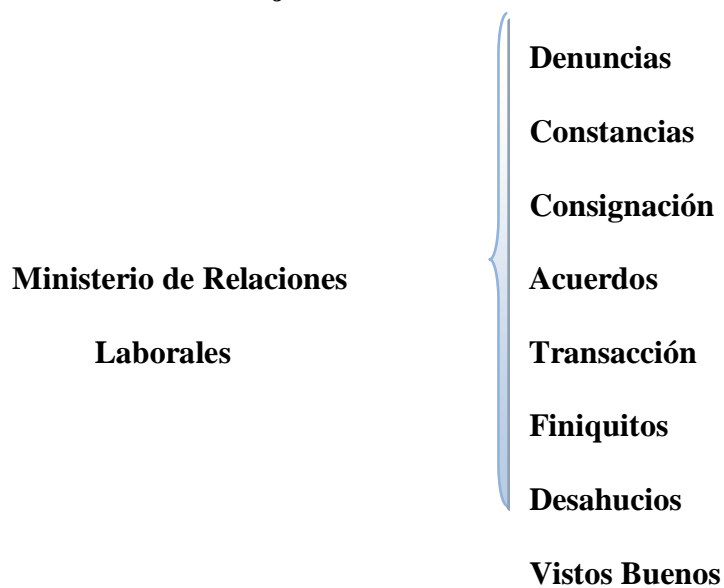 Denuncias
Constancias
Consignación
Ministerio de Relaciones
Laborales
Acuerdos
Transacción
Finiquitos
Desahucios
Vistos Buenos